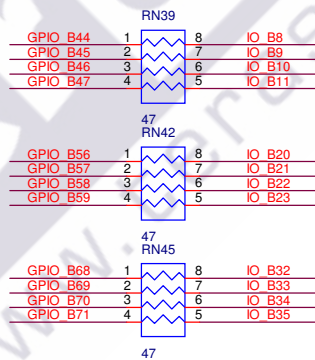 RN39
GPIO_B44 1 8 IO_B8
GPIO_B45 2 7 IO_B9
GPIO_B46 3 6 IO_B10
GPIO_B47 4 5 IO_B11
47
RN42
GPIO_B56 1 8 IO_B20
GPIO_B57 2 7 IO_B21
GPIO_B58 3 6 IO_B22
GPIO_B59 4 5 IO_B23
47
RN45
GPIO_B68 1 8 IO_B32
GPIO_B69 2 7 IO_B33
GPIO_B70 3 6 IO_B34
GPIO_B71 4 5 IO_B35
47